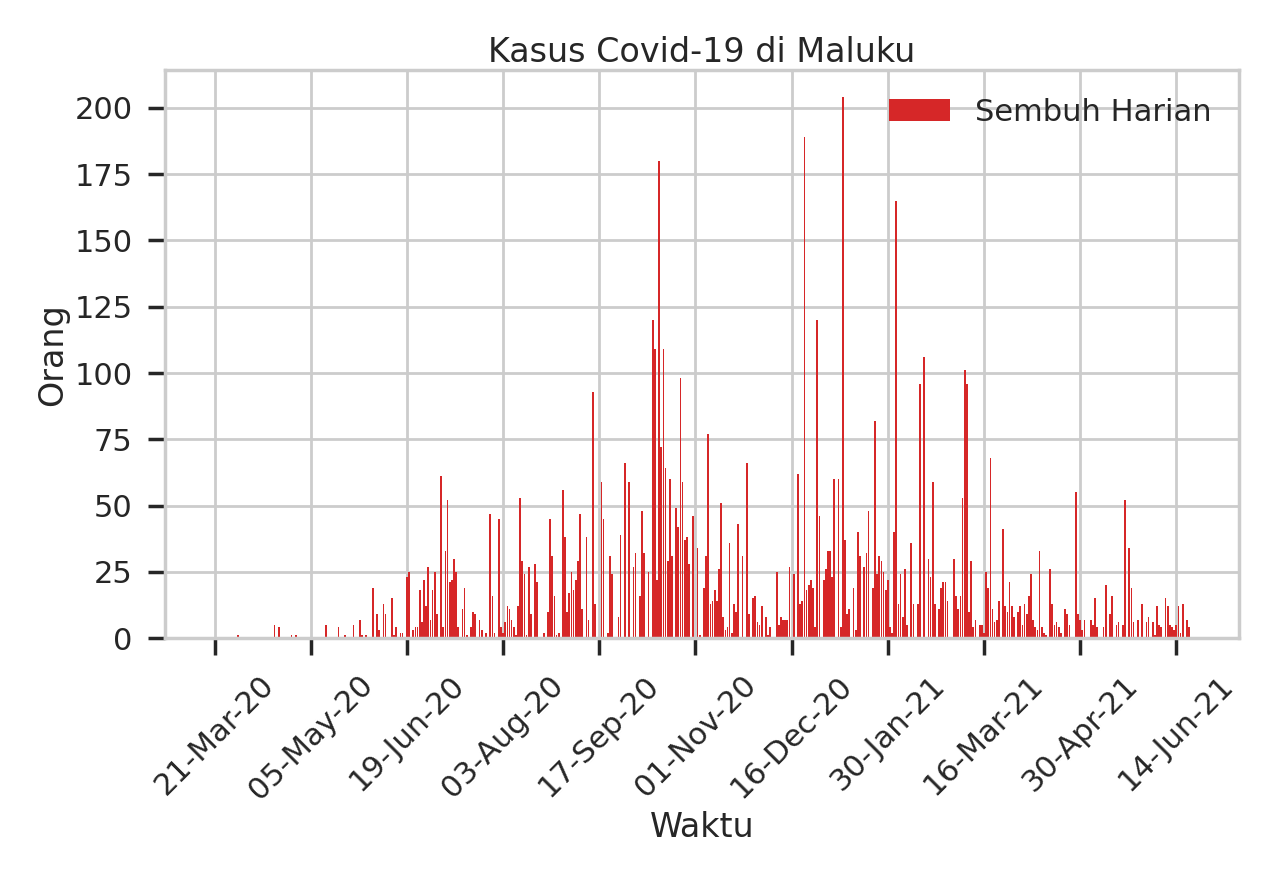 Kasus Covid-19 di Maluku
Sembuh Harian
Orang
200
175
150
125
100
75
50
25
0
21-Mar-20
05-May-20
19-Jun-20
03-Aug-20
17-Sep-20
01-Nov-20
16-Dec-20
30-Jan-21
16-Mar-21
30-Apr-21
14-Jun-21
Waktu